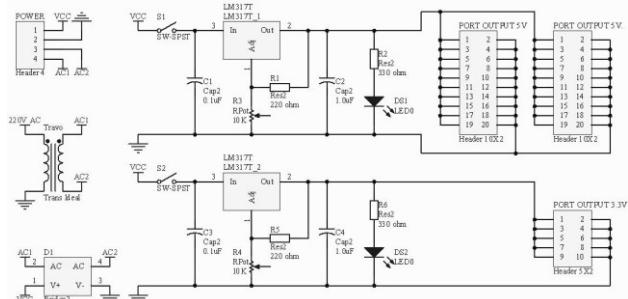 POWER
VCC
1
2
3
4
Header4
AC1
AC2
220V_AC
Travo
AC1
AC2
Trans Ideal
AC1
D1
AC2
2
AC
AC
4
1
V+
V-
3
VCC
S1
SW-SPST
LM317T
LM317T_1
3
In
Out
2
Adj
1
C1
Cap2
0.1uF
R1
Res2
220 ohm
R3
RPot
10K
C2
Cap2
1.0uF
R2
Res2
330 ohm
DS1
LED0
PORT OUTPUT 5V
1 2
3 4
5 6
7 8
9 10
11 12
13 14
15 16
17 18
19 20
Header 10X2
PORT OUTPUT 5V.
1 2
3 4
5 6
7 8
9 10
11 12
13 14
15 16
17 18
19 20
Header 10X2
VCC
S2
SW-SPST
LM317T
LM317T_2
3
In
Out
2
Adj
1
C3
Cap2
0.1uF
R5
Res2
220 ohm
R4
RPot
10K
C4
Cap2
1.0uF
R6
Res2
330 ohm
DS2
LED0
PORT OUTPUT 3.3V
1 2
3 4
5 6
7 8
9 10
Header 5X2